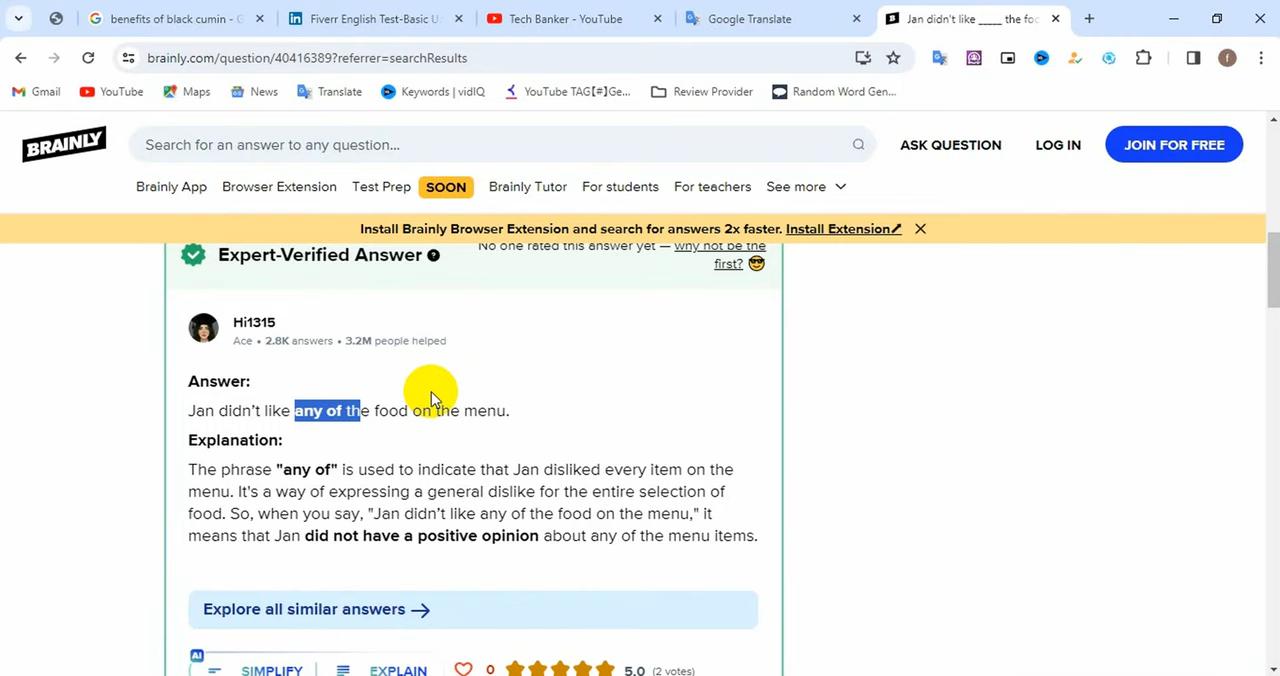 benefits of black cumin - G
Fiverr English Test-Basic U
Tech Banker - YouTube
Google Translate
Jan didn't like _____ the foo
brainly.com/question/40416389?referrer=searchResults
f
Gmail
YouTube
Maps
News
Translate
Keywords | vidIQ
YouTube TAG【#】Ge...
Review Provider
Random Word Gen...
BRAINLY
Search for an answer to any question...
ASK QUESTION
LOG IN
JOIN FOR FREE
Brainly App
Browser Extension
Test Prep
SOON
Brainly Tutor
For students
For teachers
See more
Install Brainly Browser Extension and search for answers 2x faster. Install Extension
Expert-Verified Answer ?
No one rated this answer yet — why not be the
first? 😎
Hi1315
Ace • 2.8K answers • 3.2M people helped
Answer:
Jan didn't like any of the food on the menu.
Explanation:
The phrase "any of" is used to indicate that Jan disliked every item on the
menu. It's a way of expressing a general dislike for the entire selection of
food. So, when you say, "Jan didn't like any of the food on the menu," it
means that Jan did not have a positive opinion about any of the menu items.
Explore all similar answers →
AI
SIMPLIFY
EXPLAIN
0
5.0 (2 votes)